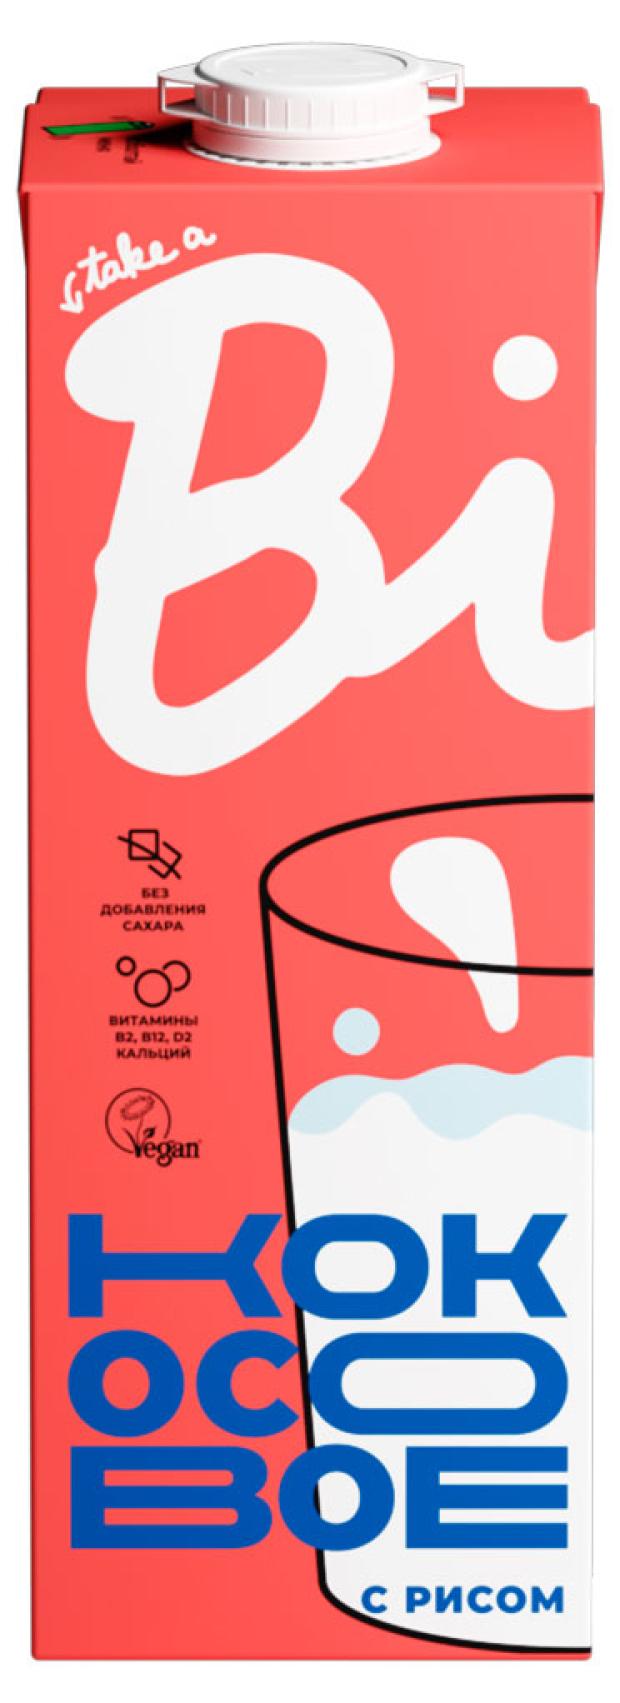 take a
Bi
БЕЗ
ДОБАВЛЕНИЯ
САХАРА
ВИТАМИНЫ
B2, B12, D2
КАЛЬЦИЙ
Vegan
КОК
ОСО
ВОЕ
С РИСОМ